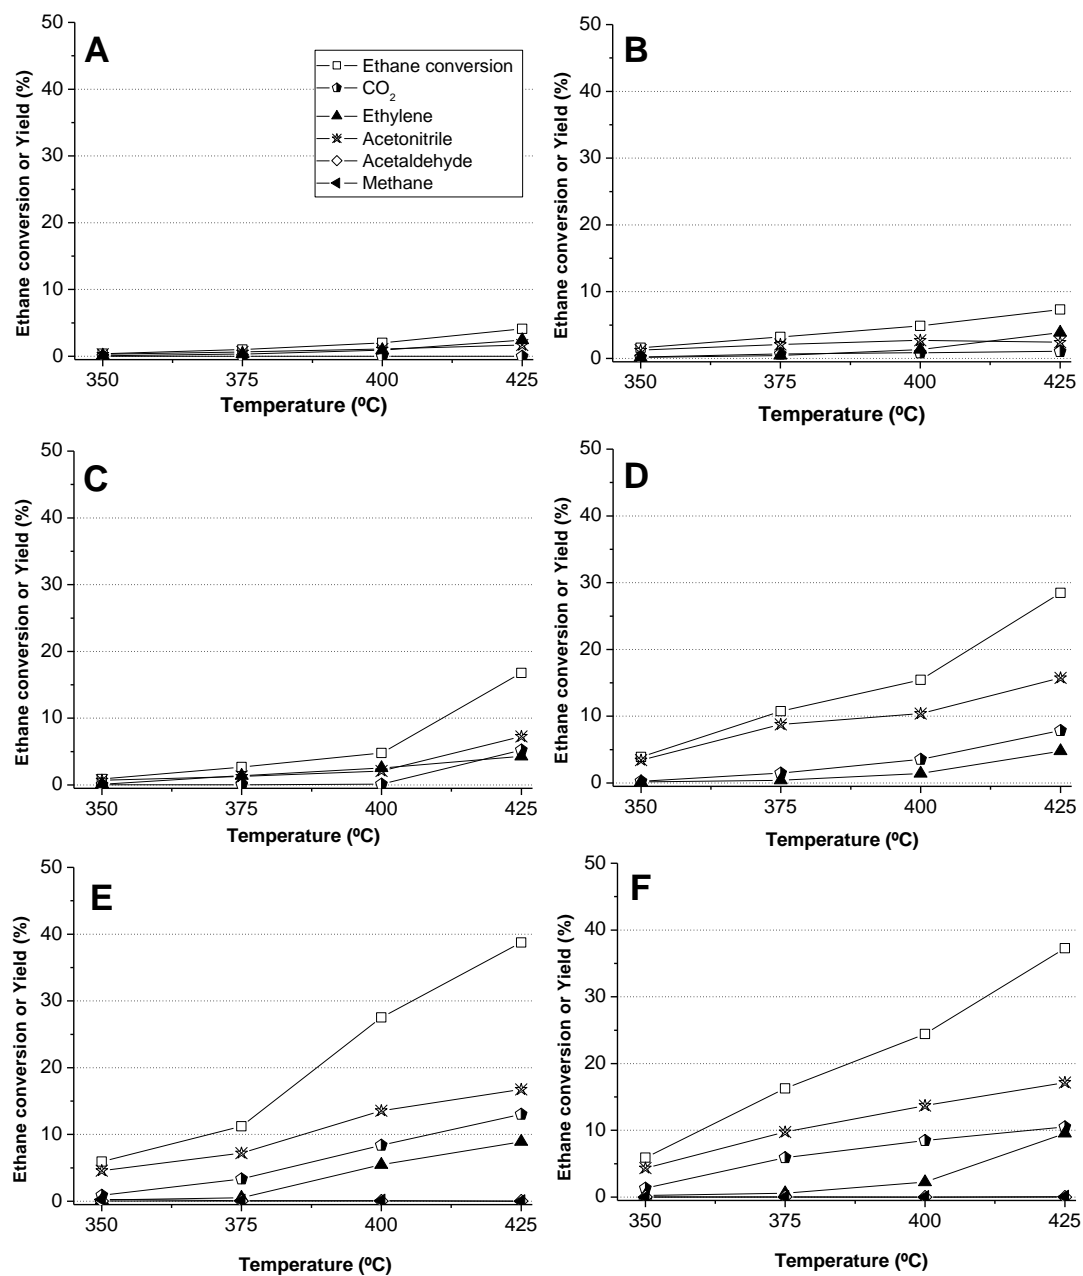 A
Ethane conversion or Yield (%)
50
40
30
20
10
0
Ethane conversion
CO2
Ethylene
Acetonitrile
Acetaldehyde
Methane
350 375 400 425
Temperature (ºC)
B
Ethane conversion or Yield (%)
50
40
30
20
10
0
350 375 400 425
Temperature (ºC)
C
Ethane conversion or Yield (%)
50
40
30
20
10
0
350 375 400 425
Temperature (ºC)
D
Ethane conversion or Yield (%)
50
40
30
20
10
0
350 375 400 425
Temperature (ºC)
E
Ethane conversion or Yield (%)
50
40
30
20
10
0
350 375 400 425
Temperature (ºC)
F
Ethane conversion or Yield (%)
50
40
30
20
10
0
350 375 400 425
Temperature (ºC)